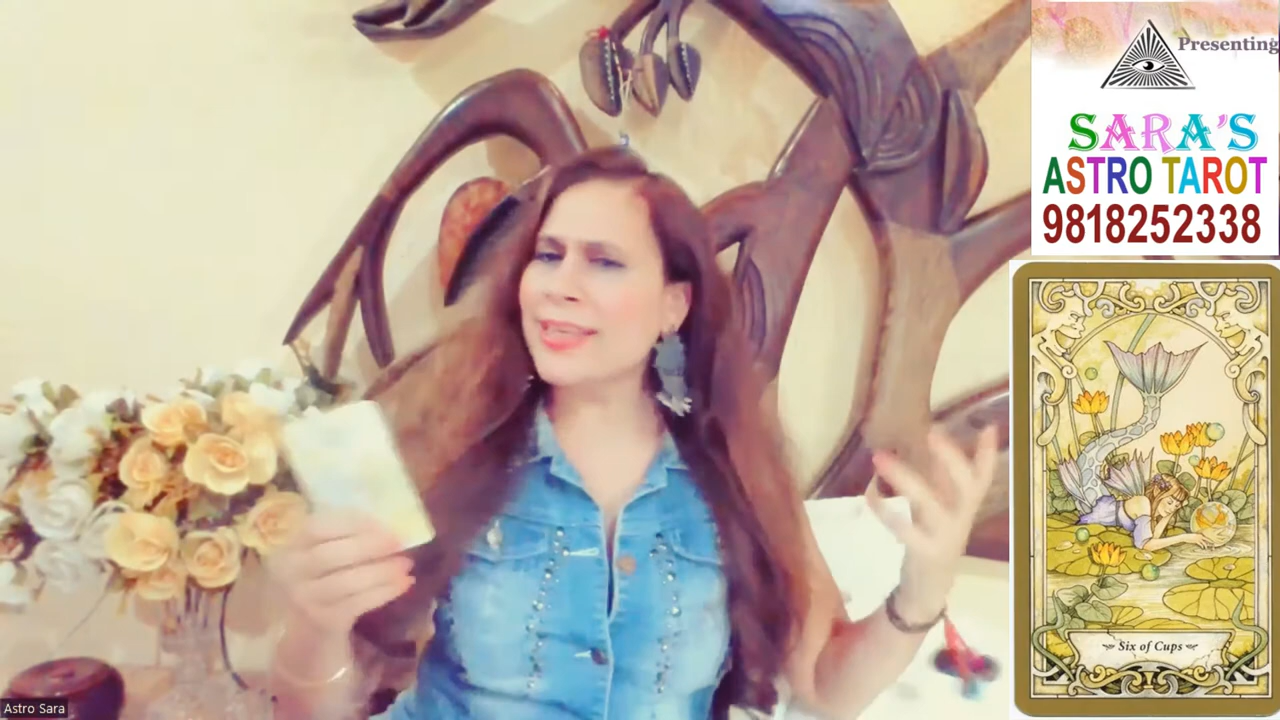 Presenting
SARA'S
ASTRO TAROT
9818252338
Six of Cups
Astro Sara